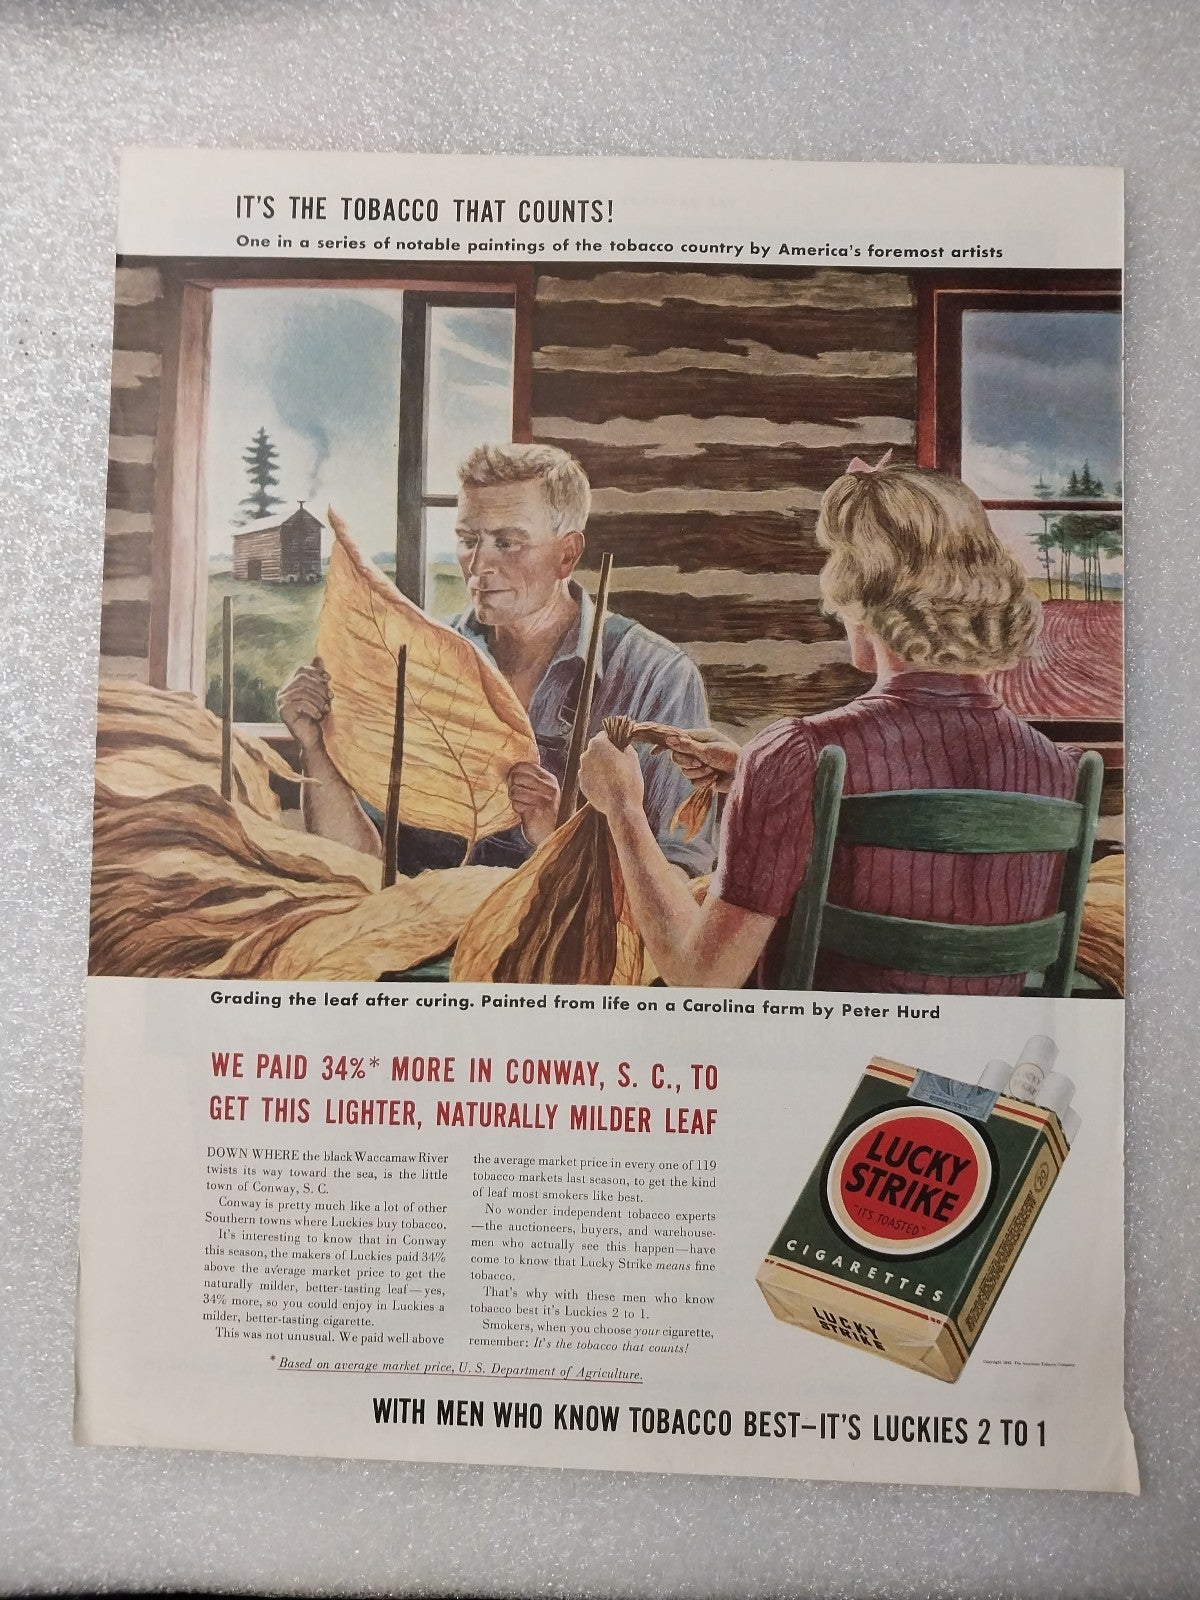 IT'S THE TOBACCO THAT COUNTS!
One in a series of notable paintings of the tobacco country by America's foremost artists
Grading the leaf after curing. Painted from life on a Carolina farm by Peter Hurd
WE PAID 34%* MORE IN CONWAY, S. C., TO
GET THIS LIGHTER, NATURALLY MILDER LEAF
DOWN WHERE the black Waccamaw River
twists its way toward the sea, is the little
town of Conway, S. C.
Conway is pretty much like a lot of other
Southern towns where Luckies buy tobacco.
It's interesting to know that in Conway
this season, the makers of Luckies paid 34%
above the average market price to get the
naturally milder, better-tasting leaf—yes,
34% more, so you could enjoy in Luckies a
milder, better-tasting cigarette.
This was not unusual. We paid well above
the average market price in every one of 119
tobacco markets last season, to get the kind
of leaf most smokers like best.
No wonder independent tobacco experts
—the auctioneers, buyers, and warehouse-
men who actually see this happen—have
come to know that Lucky Strike means fine
tobacco.
That's why with these men who know
tobacco best it's Luckies 2 to 1.
Smokers, when you choose your cigarette,
remember: It's the tobacco that counts!
* Based on average market price, U. S. Department of Agriculture.
LUCKY
STRIKE
LUCKY
STRIKE
"IT'S TOASTED"
CIGARETTES
LUCKY
STRIKE
20
Copyright 1942, The American Tobacco Company
WITH MEN WHO KNOW TOBACCO BEST—IT'S LUCKIES 2 TO 1